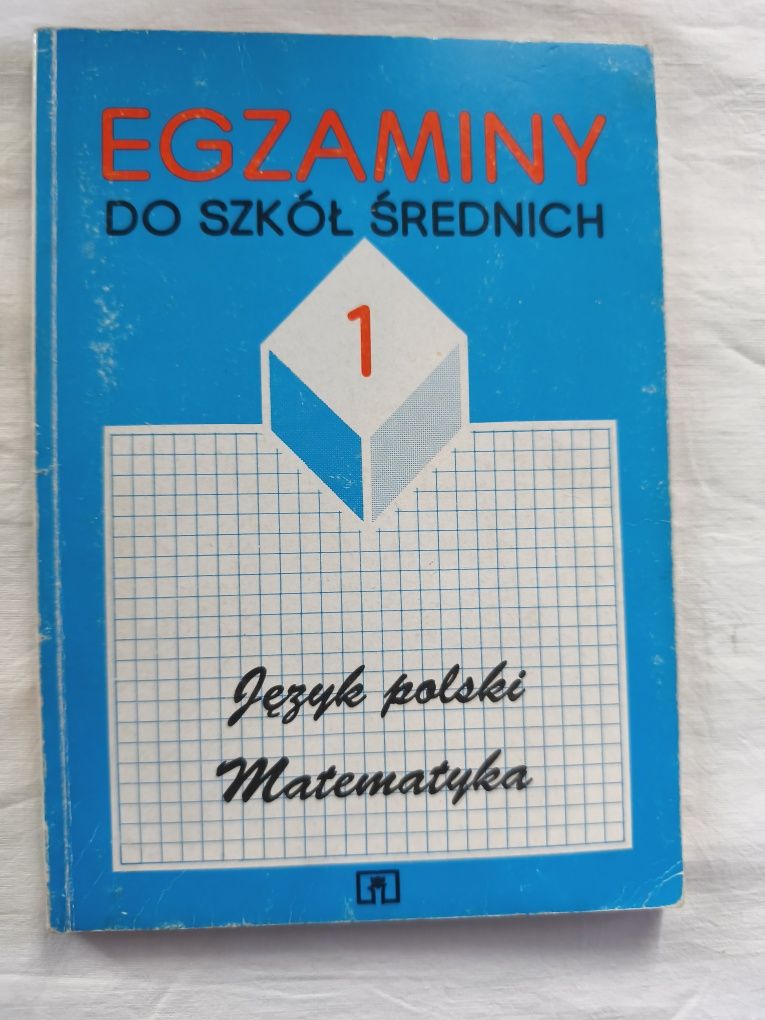 EGZAMINY
DO SZKÓŁ ŚREDNICH
1
Język polski
Matematyka